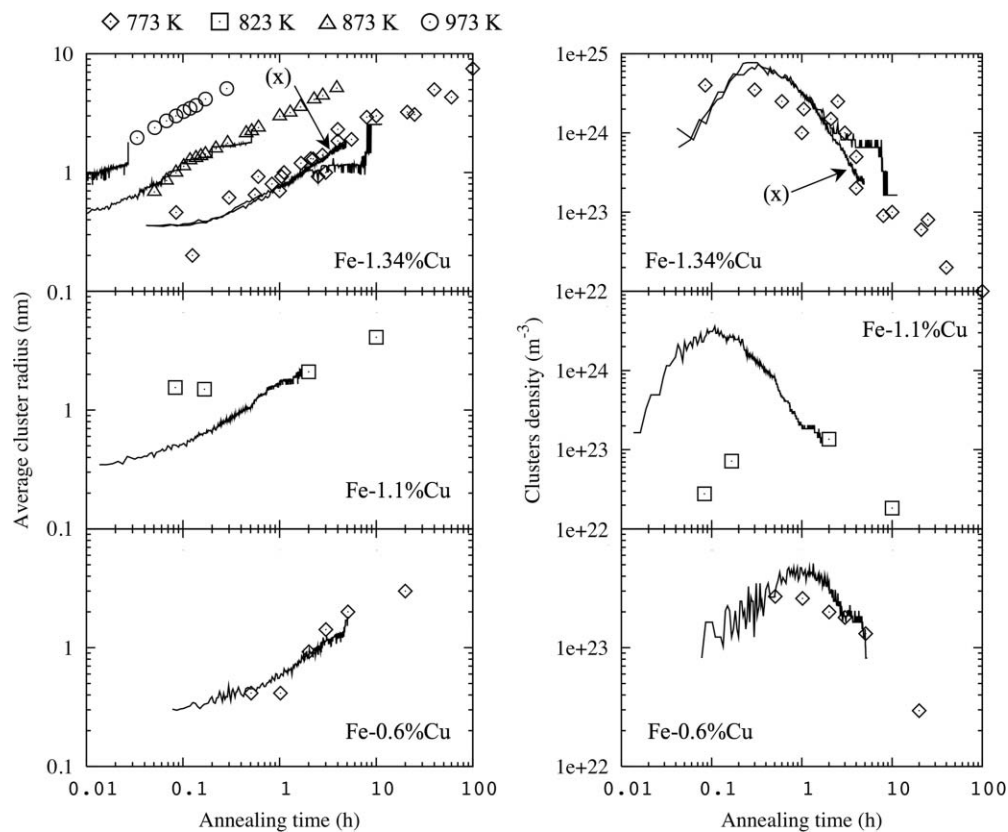 773 K 823 K 873 K 973 K
10
1
0.1
(x)
Fe-1.34%Cu
1e+25
1e+24
1e+23
1e+22
(x)
Fe-1.34%Cu
Average cluster radius (nm)
1
0.1
Fe-1.1%Cu
Clusters density (m⁻³)
1e+24
1e+23
1e+22
Fe-1.1%Cu
1
0.1
Fe-0.6%Cu
1e+23
1e+22
Fe-0.6%Cu
0.01 0.1 1 10 100
Annealing time (h)
0.01 0.1 1 10 100
Annealing time (h)